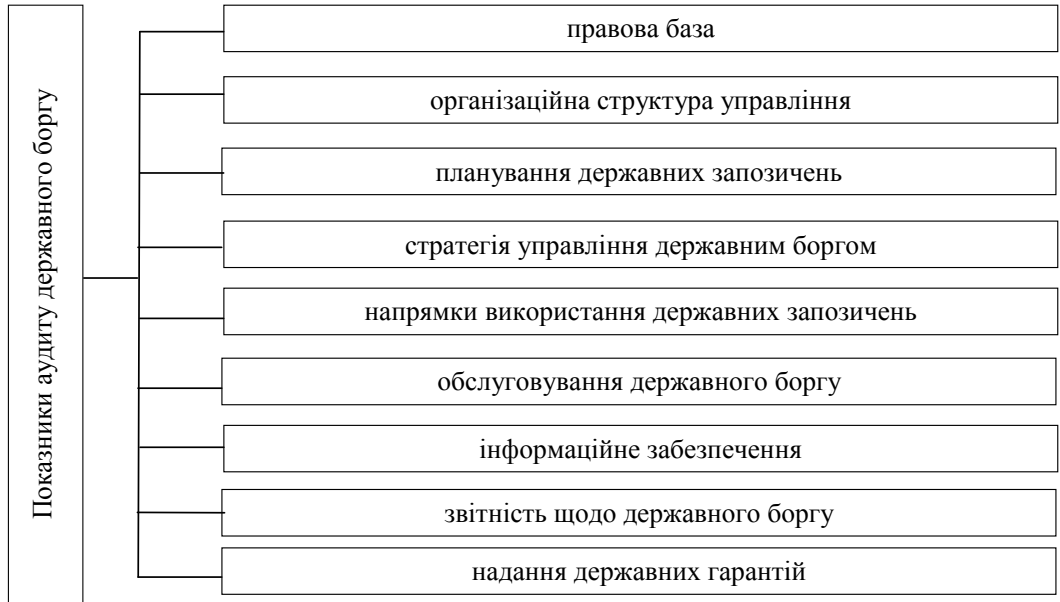 Показники аудиту державного боргу
правова база
організаційна структура управління
планування державних запозичень
стратегія управління державним боргом
напрямки використання державних запозичень
обслуговування державного боргу
інформаційне забезпечення
звітність щодо державного боргу
надання державних гарантій